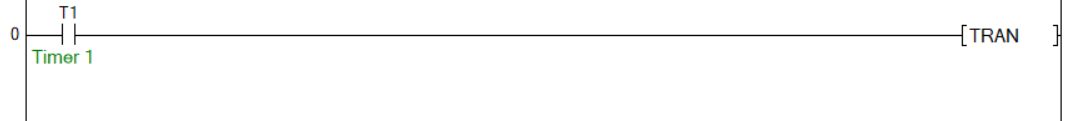 T1
0 [TRAN ]
Timer 1